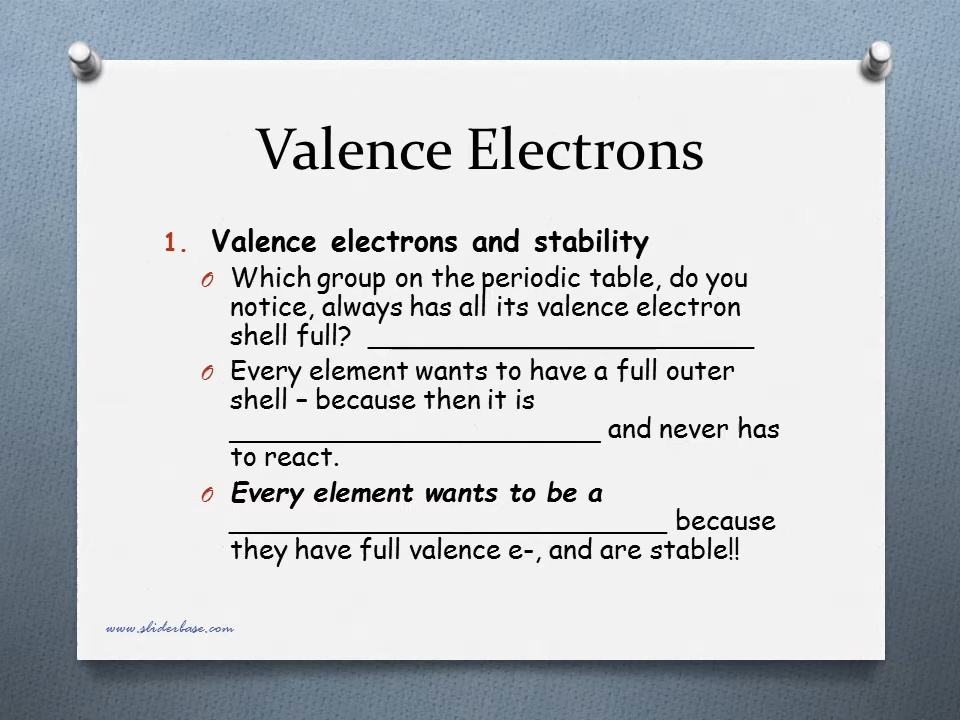 Valence Electrons
1. Valence electrons and stability
O Which group on the periodic table, do you
notice, always has all its valence electron
shell full? _______________________
O Every element wants to have a full outer
shell – because then it is
______________________ and never has
to react.
O Every element wants to be a
__________________________ because
they have full valence e-, and are stable!!
www.sliderbase.com